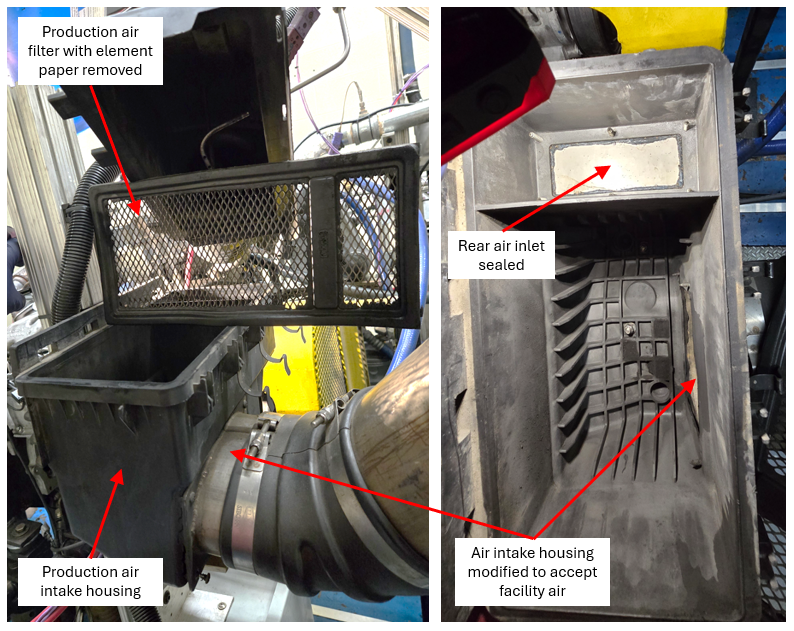 Production air
filter with element
paper removed
Rear air inlet
sealed
Production air
intake housing
Air intake housing
modified to accept
facility air